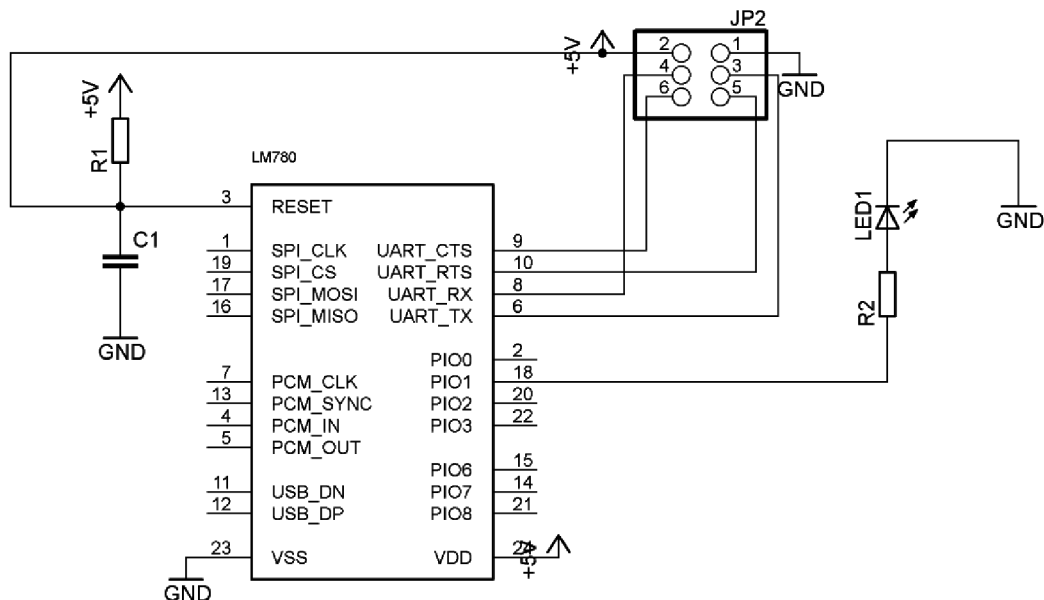 JP2
+5V
2 1
4 3
6 5
GND
+5V
R1
LM780
3 RESET
C1
GND
1 SPI_CLK UART_CTS 9
19 SPI_CS UART_RTS 10
17 SPI_MOSI UART_RX 8
16 SPI_MISO UART_TX 6
PIO0 2
7 PCM_CLK PIO1 18
13 PCM_SYNC PIO2 20
4 PCM_IN PIO3 22
5 PCM_OUT
PIO6 15
11 USB_DN PIO7 14
12 USB_DP PIO8 21
23 VSS VDD 24
+5V
GND
LED1
GND
R2